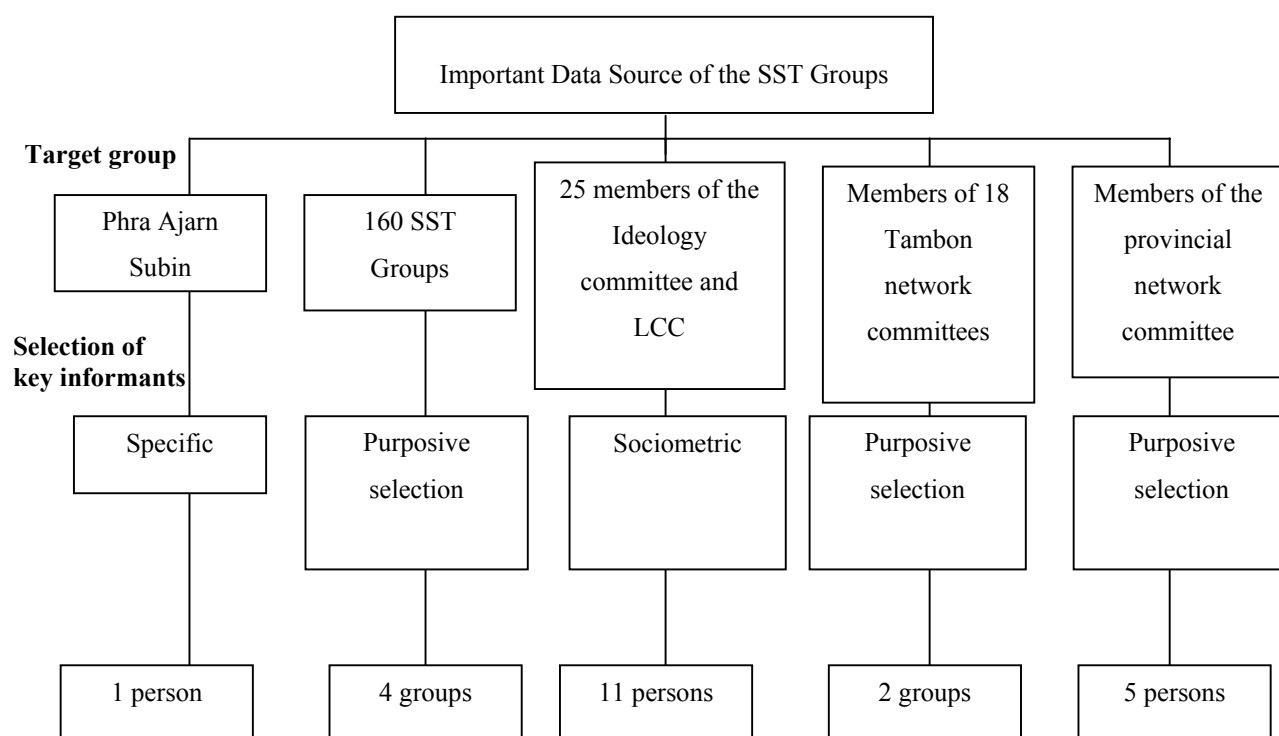 Important Data Source of the SST Groups
Target group
Phra Ajarn
Subin
160 SST
Groups
25 members of the
Ideology
committee and
LCC
Members of 18
Tambon
network
committees
Members of the
provincial
network
committee
Selection of
key informants
Specific
Purposive
selection
Sociometric
Purposive
selection
Purposive
selection
1 person
4 groups
11 persons
2 groups
5 persons